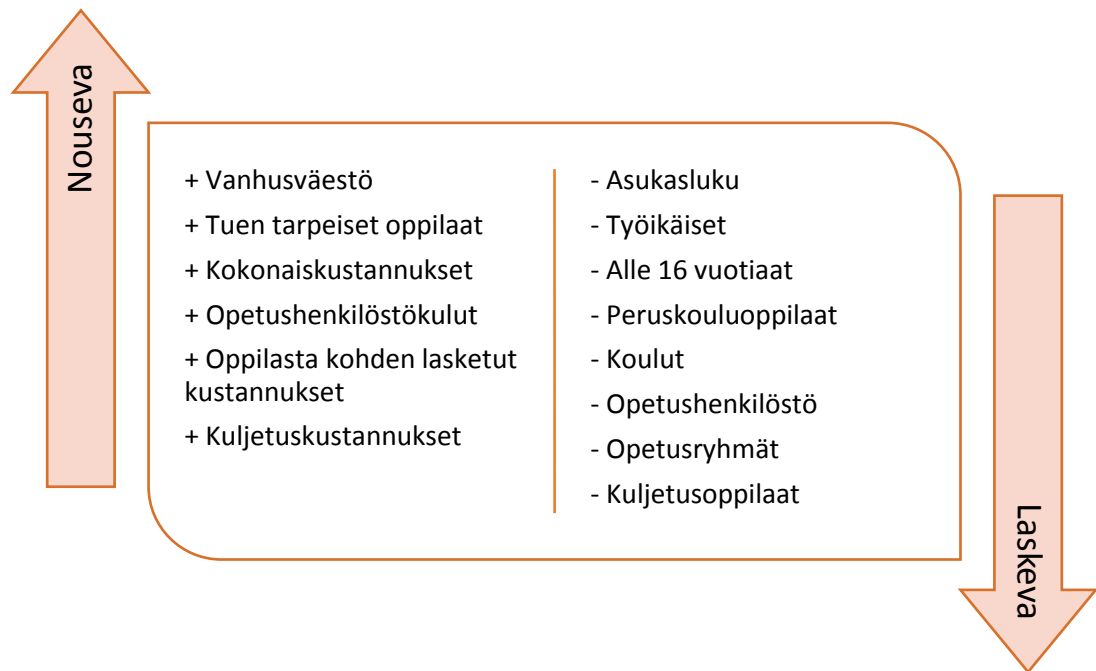 Nouseva
+ Vanhusväestö
+ Tuen tarpeiset oppilaat
+ Kokonaiskustannukset
+ Opetushenkilöstökulut
+ Oppilasta kohden lasketut
kustannukset
+ Kuljetuskustannukset
- Asukasluku
- Työikäiset
- Alle 16 vuotiaat
- Peruskouluoppilaat
- Koulut
- Opetushenkilöstö
- Opetusryhmät
- Kuljetusoppilaat
Laskeva